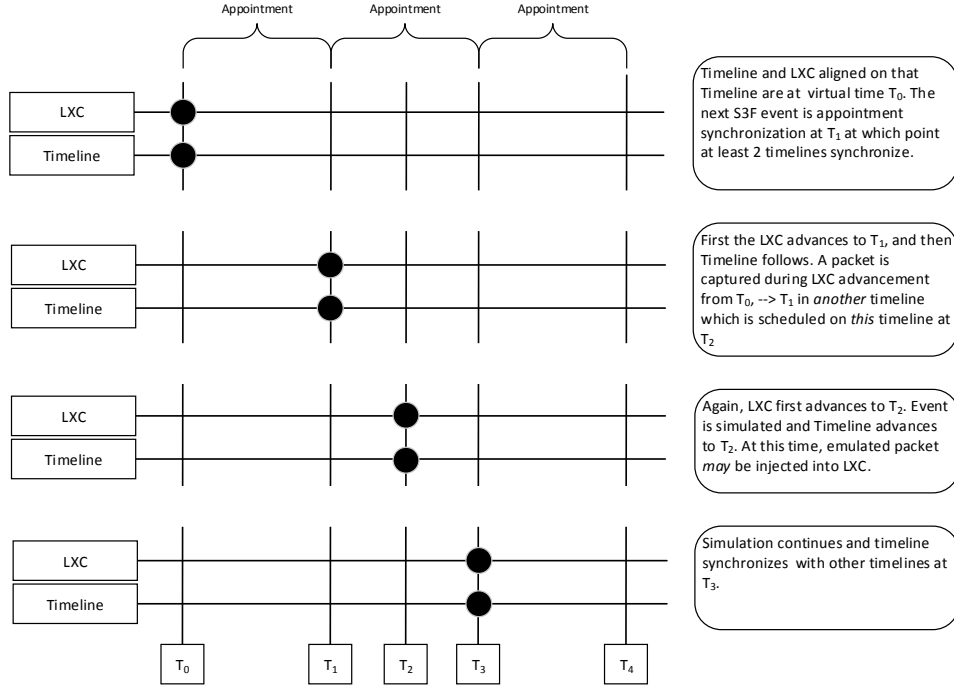 Appointment
Appointment
Appointment
LXC
Timeline
Timeline and LXC aligned on that
Timeline are at virtual time T0. The
next S3F event is appointment
synchronization at T1 at which point
at least 2 timelines synchronize.
LXC
Timeline
First the LXC advances to T1, and then
Timeline follows. A packet is
captured during LXC advancement
from T0, --> T1 in another timeline
which is scheduled on this timeline at
T2
LXC
Timeline
Again, LXC first advances to T2. Event
is simulated and Timeline advances
to T2. At this time, emulated packet
may be injected into LXC.
LXC
Timeline
Simulation continues and timeline
synchronizes with other timelines at
T3.
T0
T1
T2
T3
T4